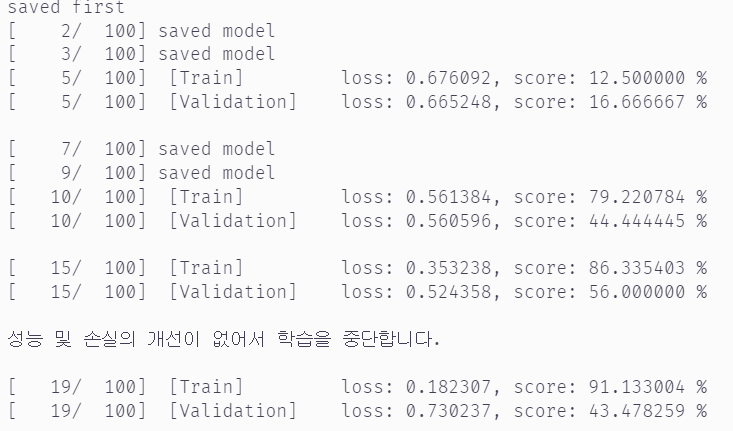 saved first
[    2/  100] saved model
[    3/  100] saved model
[    5/  100]  [Train]         loss: 0.676092, score: 12.500000 %
[    5/  100]  [Validation]    loss: 0.665248, score: 16.666667 %
[    7/  100] saved model
[    9/  100] saved model
[   10/  100]  [Train]         loss: 0.561384, score: 79.220784 %
[   10/  100]  [Validation]    loss: 0.560596, score: 44.444445 %
[   15/  100]  [Train]         loss: 0.353238, score: 86.335403 %
[   15/  100]  [Validation]    loss: 0.524358, score: 56.000000 %
성능 및 손실의 개선이 없어서 학습을 중단합니다.
[   19/  100]  [Train]         loss: 0.182307, score: 91.133004 %
[   19/  100]  [Validation]    loss: 0.730237, score: 43.478259 %